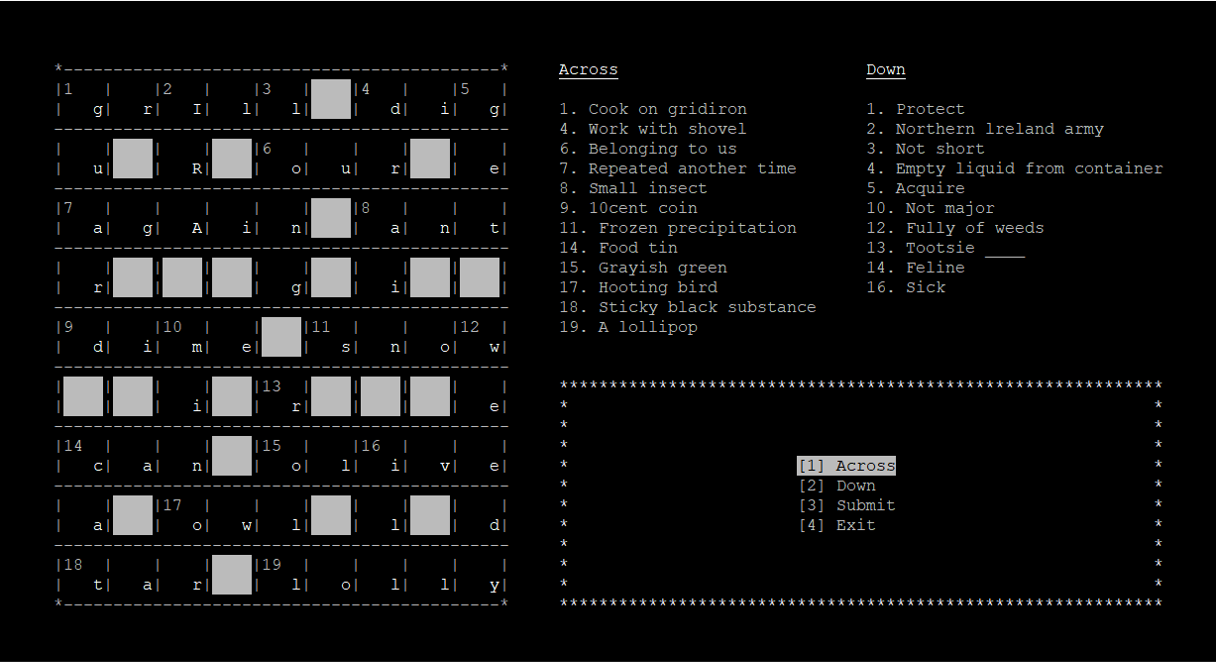 *--------------------------------------------*
|1 | |2 | |3 | |4 | |5 |
| g| r| I| l| l| | d| i| g|
----------------------------------------------
| | | | |6 | | | | |
| u| | R| | o| u| r| | e|
----------------------------------------------
|7 | | | | | |8 | | |
| a| g| A| i| n| | a| n| t|
----------------------------------------------
| | | | | | | | | |
| r| | | | g| | i| | |
----------------------------------------------
|9 | |10 | | |11 | | |12 |
| d| i| m| e| | s| n| o| w|
----------------------------------------------
| | | | |13 | | | | |
| | | i| | r| | | | e|
----------------------------------------------
|14 | | | |15 | |16 | | |
| c| a| n| | o| l| i| v| e|
----------------------------------------------
| | |17 | | | | | | |
| a| | o| w| l| | l| | d|
----------------------------------------------
|18 | | | |19 | | | | |
| t| a| r| | l| o| l| l| y|
*--------------------------------------------*
Across
1. Cook on gridiron
4. Work with shovel
6. Belonging to us
7. Repeated another time
8. Small insect
9. 10cent coin
11. Frozen precipitation
14. Food tin
15. Grayish green
17. Hooting bird
18. Sticky black substance
19. A lollipop
Down
1. Protect
2. Northern lreland army
3. Not short
4. Empty liquid from container
5. Acquire
10. Not major
12. Fully of weeds
13. Tootsie ____
14. Feline
16. Sick
*************************************************************
* *
* *
* *
* [1] Across *
* [2] Down *
* [3] Submit *
* [4] Exit *
* *
* *
* *
*************************************************************